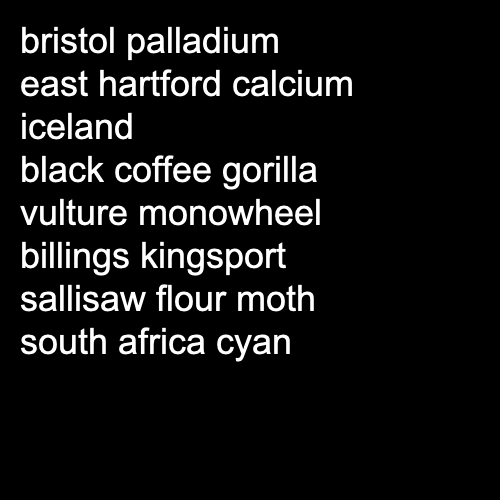 bristol palladium
east hartford calcium
iceland
black coffee gorilla
vulture monowheel
billings kingsport
sallisaw flour moth
south africa cyan